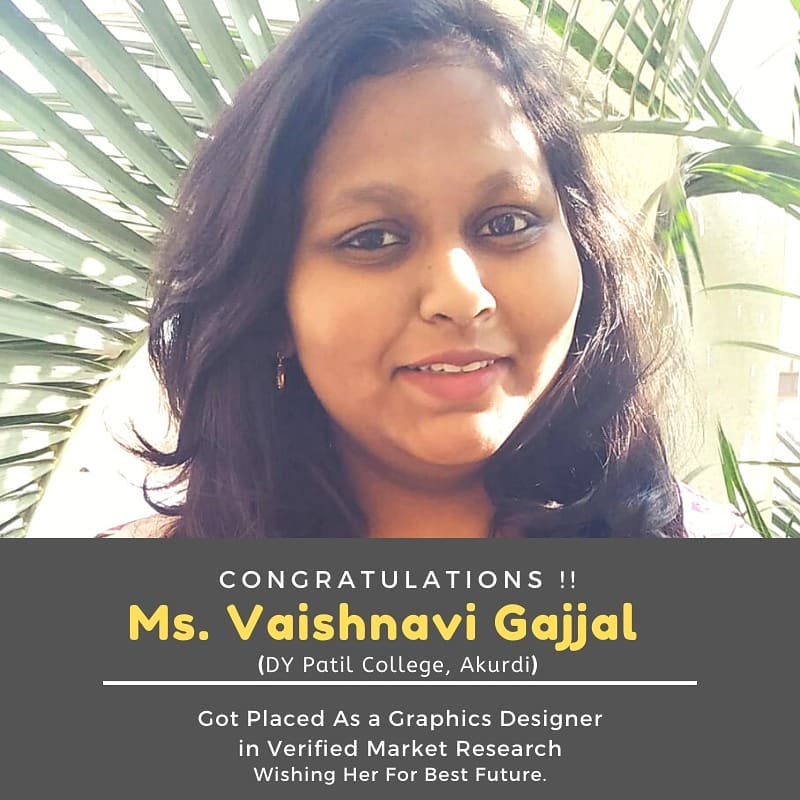 CONGRATULATIONS !!
Ms. Vaishnavi Gajjal
(DY Patil College, Akurdi)
Got Placed As a Graphics Designer
in Verified Market Research
Wishing Her For Best Future.